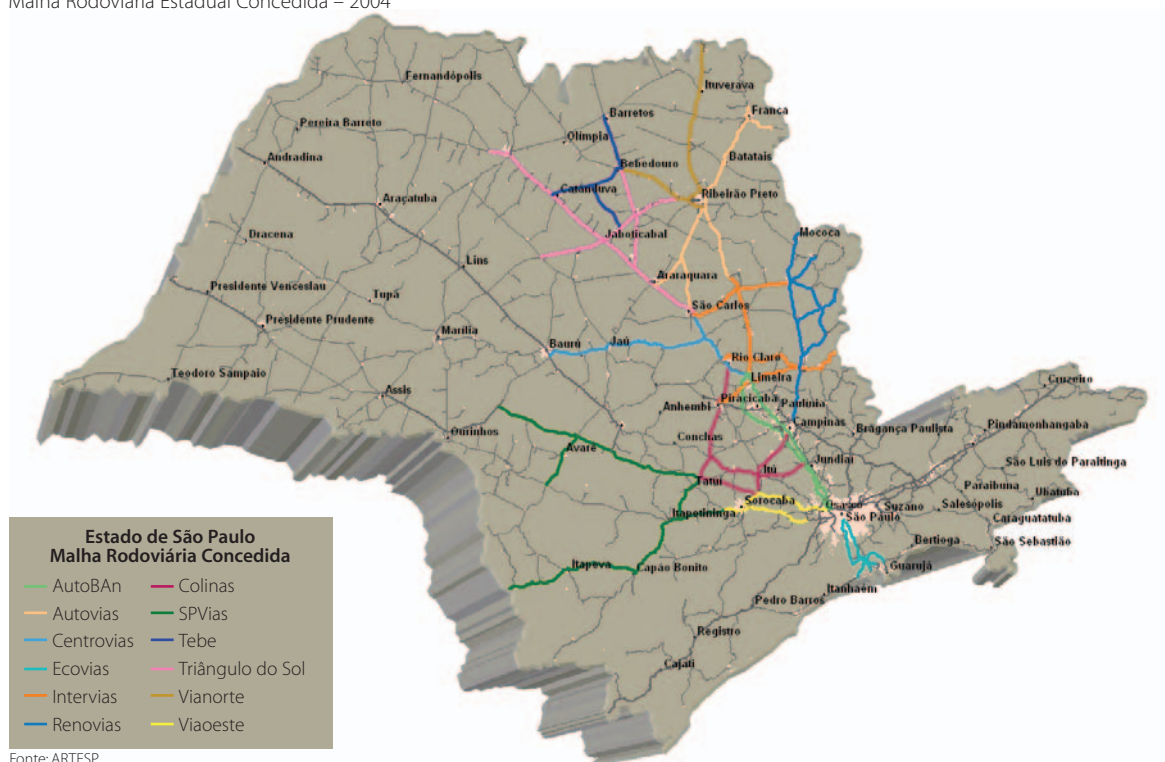 Malha Rodoviária Estadual Concedida – 2004
Fernandópolis
Ituverava
Pereira Barreto
Barretos
Franca
Olímpia
Andradina
Bebedouro
Batatais
Catanduva
Ribeirão Preto
Araçatuba
Dracena
Jaboticabal
Mococa
Lins
Araraquara
Presidente Venceslau
Tupã
São Carlos
Presidente Prudente
Marília
Baurú
Jaú
Rio Claro
Teodoro Sampaio
Limeira
Cruzeiro
Assis
Piracicaba
Paulínia
Anhembi
Campinas
Bragança Paulista
Pindamonhangaba
Ourinhos
Conchas
Avaré
Jundiaí
São Luis do Paraitinga
Itú
Tatuí
Paraibuna
Ubatuba
Sorocaba
Osasco
Suzano
Salesópolis
Itapetininga
São Paulo
Caraguatatuba
Bertioga
São Sebastião
Itapeva
Capão Bonito
Guarujá
Itanhaém
Pedro Barros
Registro
Cajati
Estado de São Paulo
Malha Rodoviária Concedida
AutoBAn
Colinas
Autovias
SPVias
Centrovias
Tebe
Ecovias
Triângulo do Sol
Intervias
Vianorte
Renovias
Viaoeste
Fonte: ARTESP